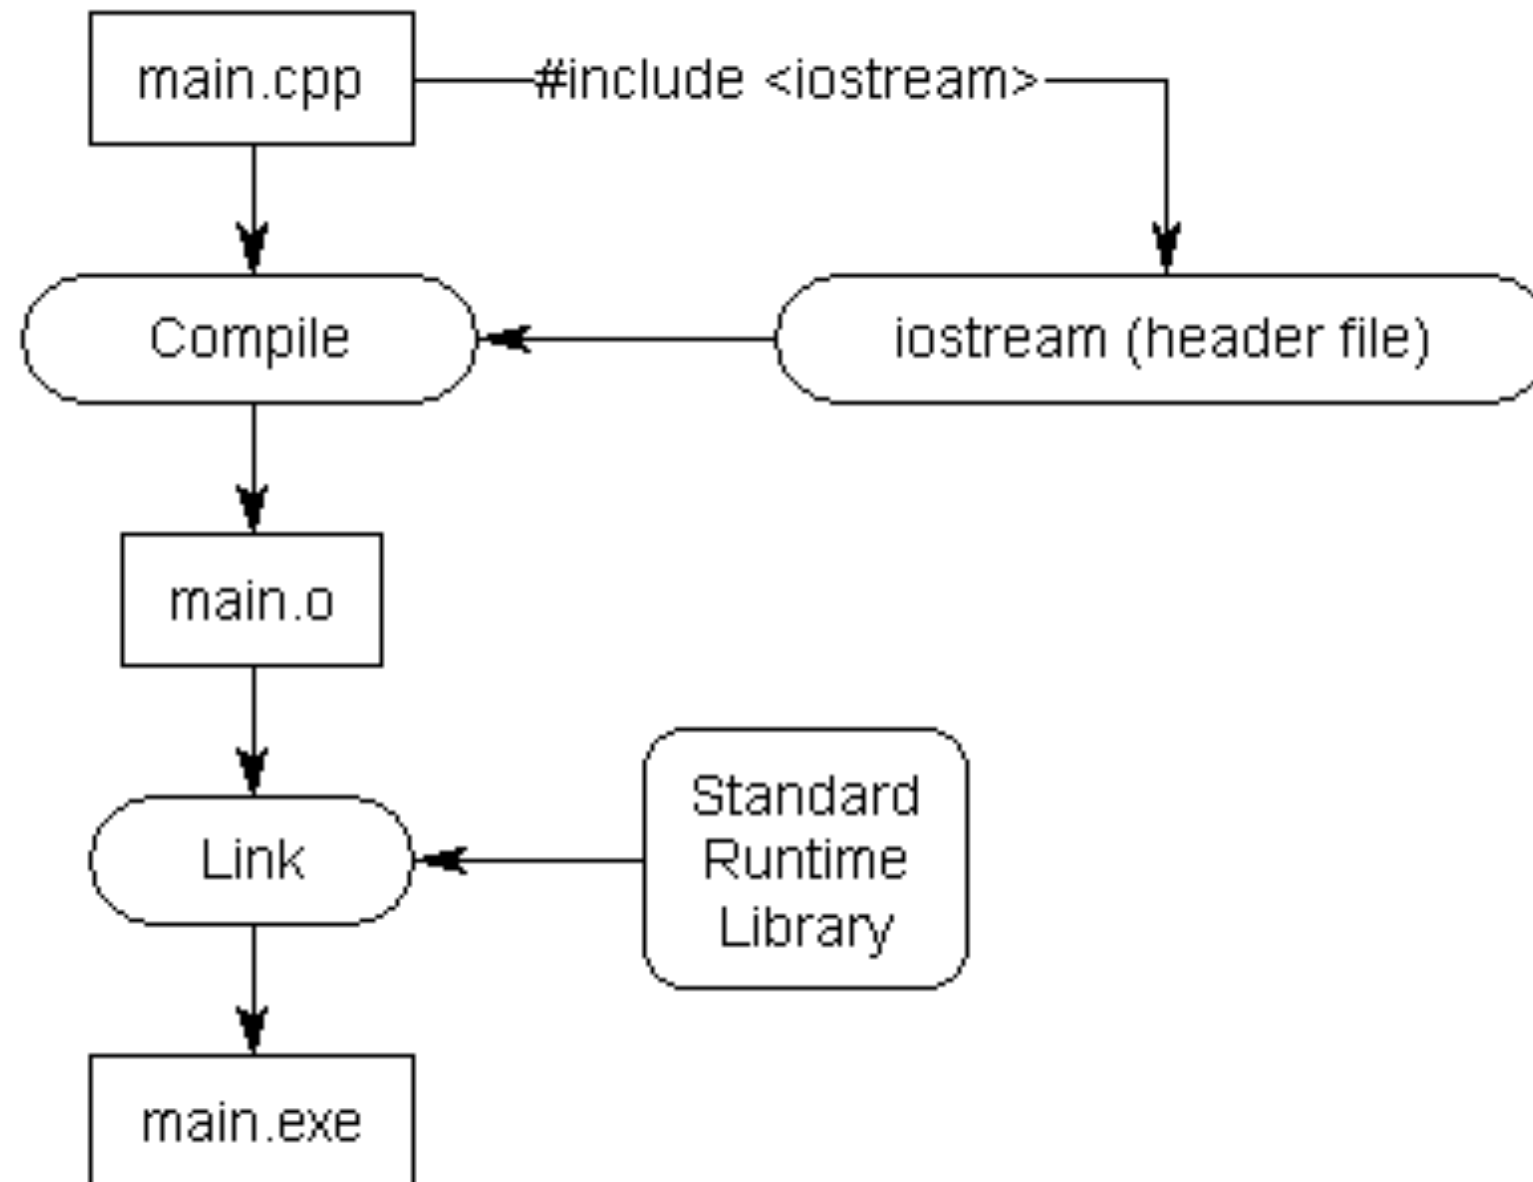 main.cpp
#include <iostream>
Compile
iostream (header file)
main.o
Link
Standard
Runtime
Library
main.exe